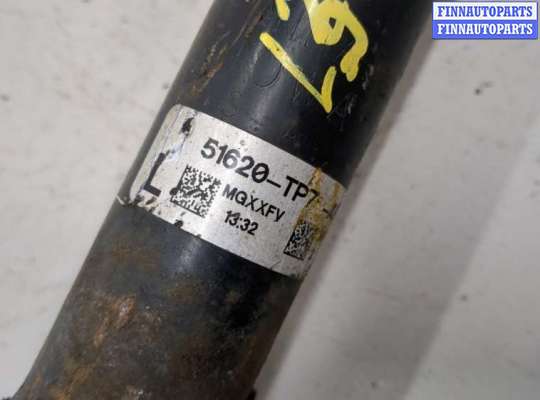 FINNAUTOPARTS
FINNAUTOPARTS
L
51620-TP7
MGXXFV
13:32